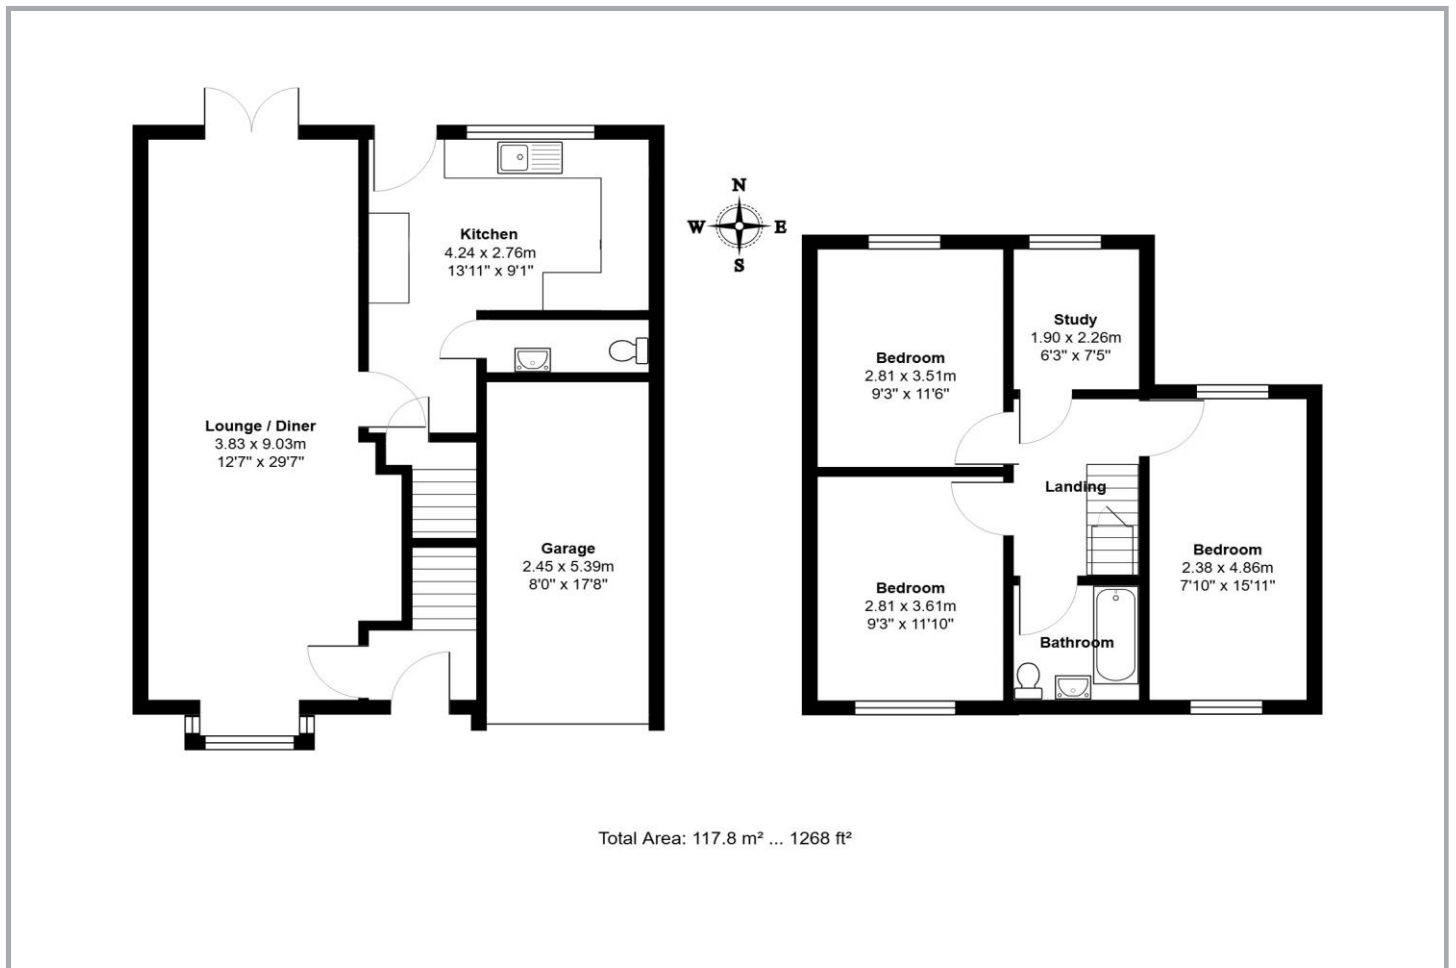 Kitchen
4.24 x 2.76m
13'11" x 9'1"
Lounge / Diner
3.83 x 9.03m
12'7" x 29'7"
Garage
2.45 x 5.39m
8'0" x 17'8"
N
W
E
S
Study
1.90 x 2.26m
6'3" x 7'5"
Bedroom
2.81 x 3.51m
9'3" x 11'6"
Landing
Bedroom
2.38 x 4.86m
7'10" x 15'11"
Bedroom
2.81 x 3.61m
9'3" x 11'10"
Bathroom
Total Area: 117.8 m² ... 1268 ft²